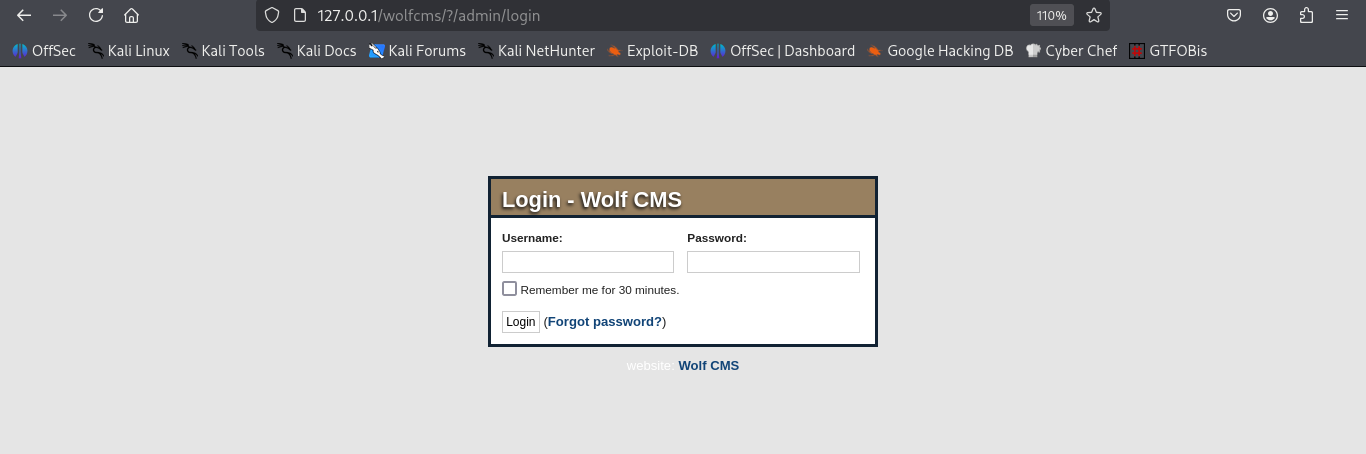 127.0.0.1/wolfcms/?/admin/login 110%
OffSec Kali Linux Kali Tools Kali Docs Kali Forums Kali NetHunter Exploit-DB OffSec | Dashboard Google Hacking DB Cyber Chef GTFOBis
Login - Wolf CMS
Username: Password:
Remember me for 30 minutes.
Login (Forgot password?)
website: Wolf CMS